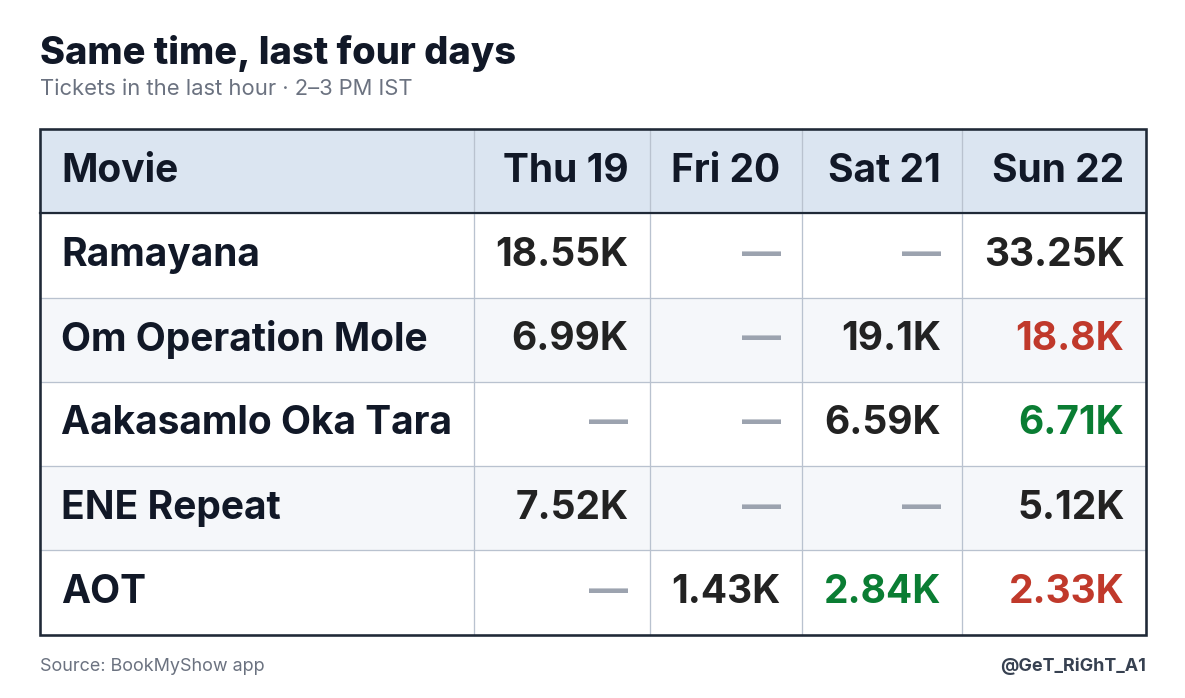 Same time, last four days
Tickets in the last hour · 2–3 PM IST
Movie Thu 19 Fri 20 Sat 21 Sun 22
Ramayana 18.55K — — 33.25K
Om Operation Mole 6.99K — 19.1K 18.8K
Aakasamlo Oka Tara — — 6.59K 6.71K
ENE Repeat 7.52K — — 5.12K
AOT — 1.43K 2.84K 2.33K
Source: BookMyShow app @GeT_RiGhT_A1